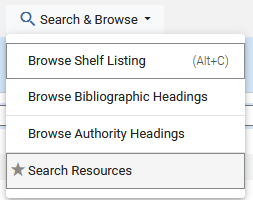 Search & Browse
Browse Shelf Listing (Alt+C)
Browse Bibliographic Headings
Browse Authority Headings
Search Resources